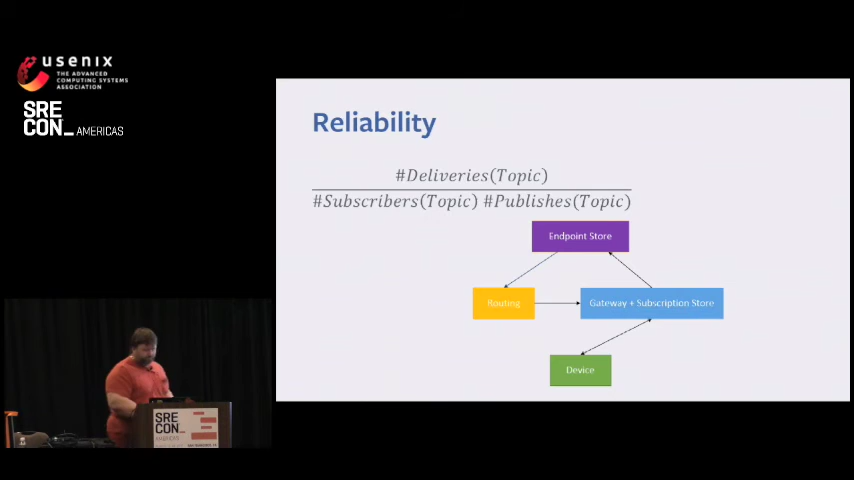 usenix
THE ADVANCED
COMPUTING SYSTEMS
ASSOCIATION
SRE
CON_ AMERICAS
Reliability
#Deliveries(Topic)
#Subscribers(Topic) #Publishes(Topic)
Endpoint Store
Routing
Gateway + Subscription Store
Device
SRE
CON_
AMERICAS